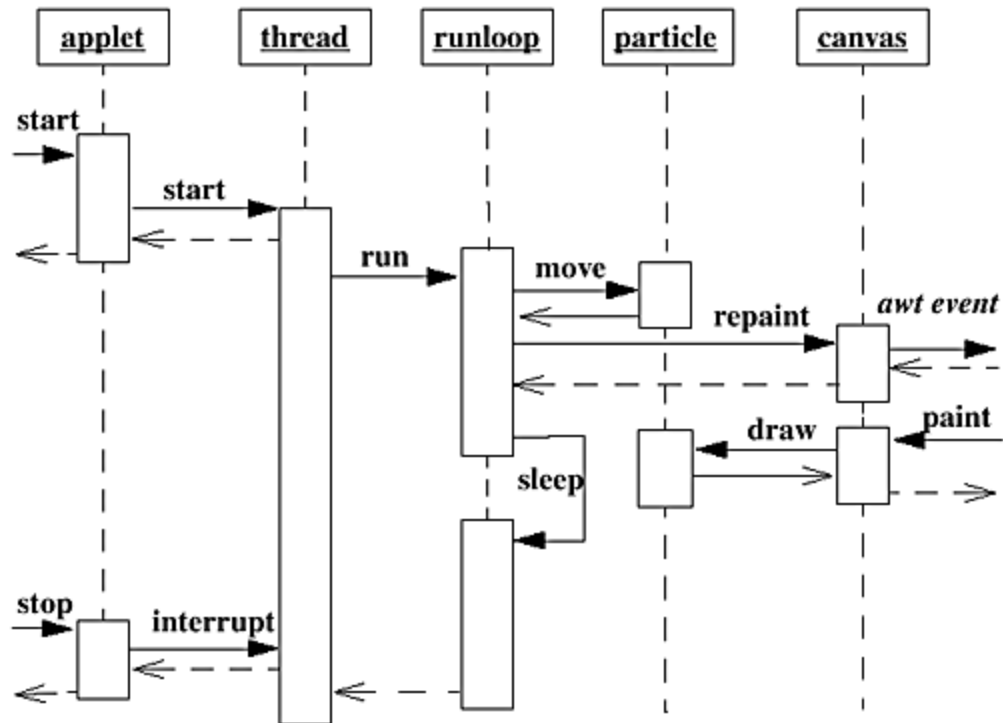 applet
thread
runloop
particle
canvas
start
start
run
move
awt event
repaint
paint
draw
sleep
stop
interrupt